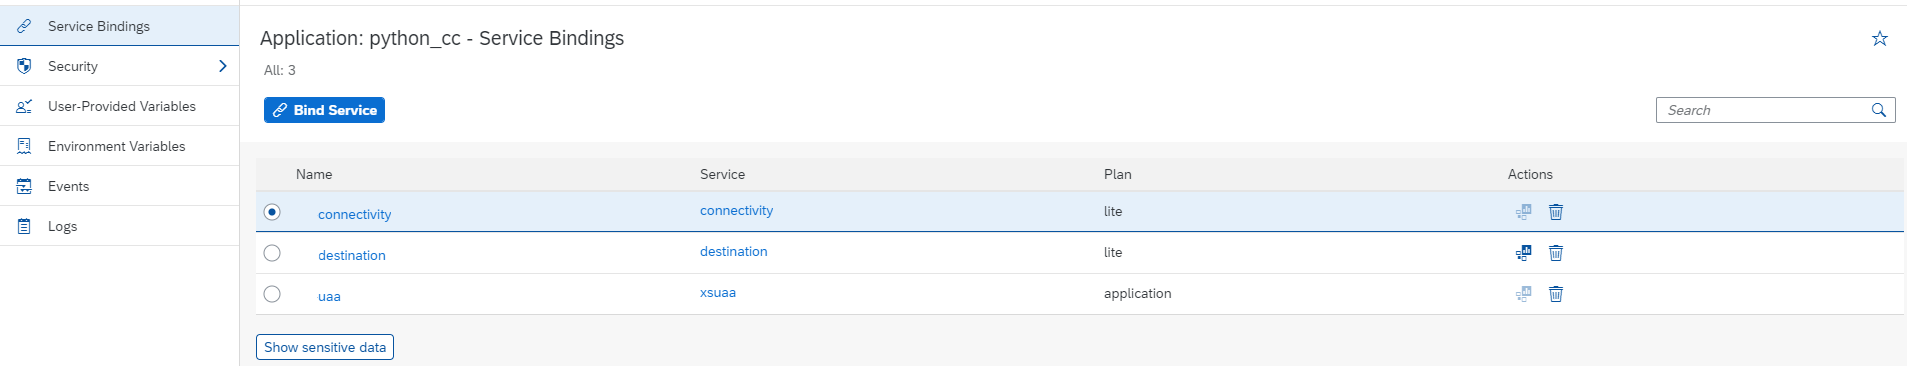 Service Bindings
Security
User-Provided Variables
Environment Variables
Events
Logs
Application: python_cc - Service Bindings
All: 3
Bind Service
Search
Name Service Plan Actions
connectivity connectivity lite
destination destination lite
uaa xsuaa application
Show sensitive data